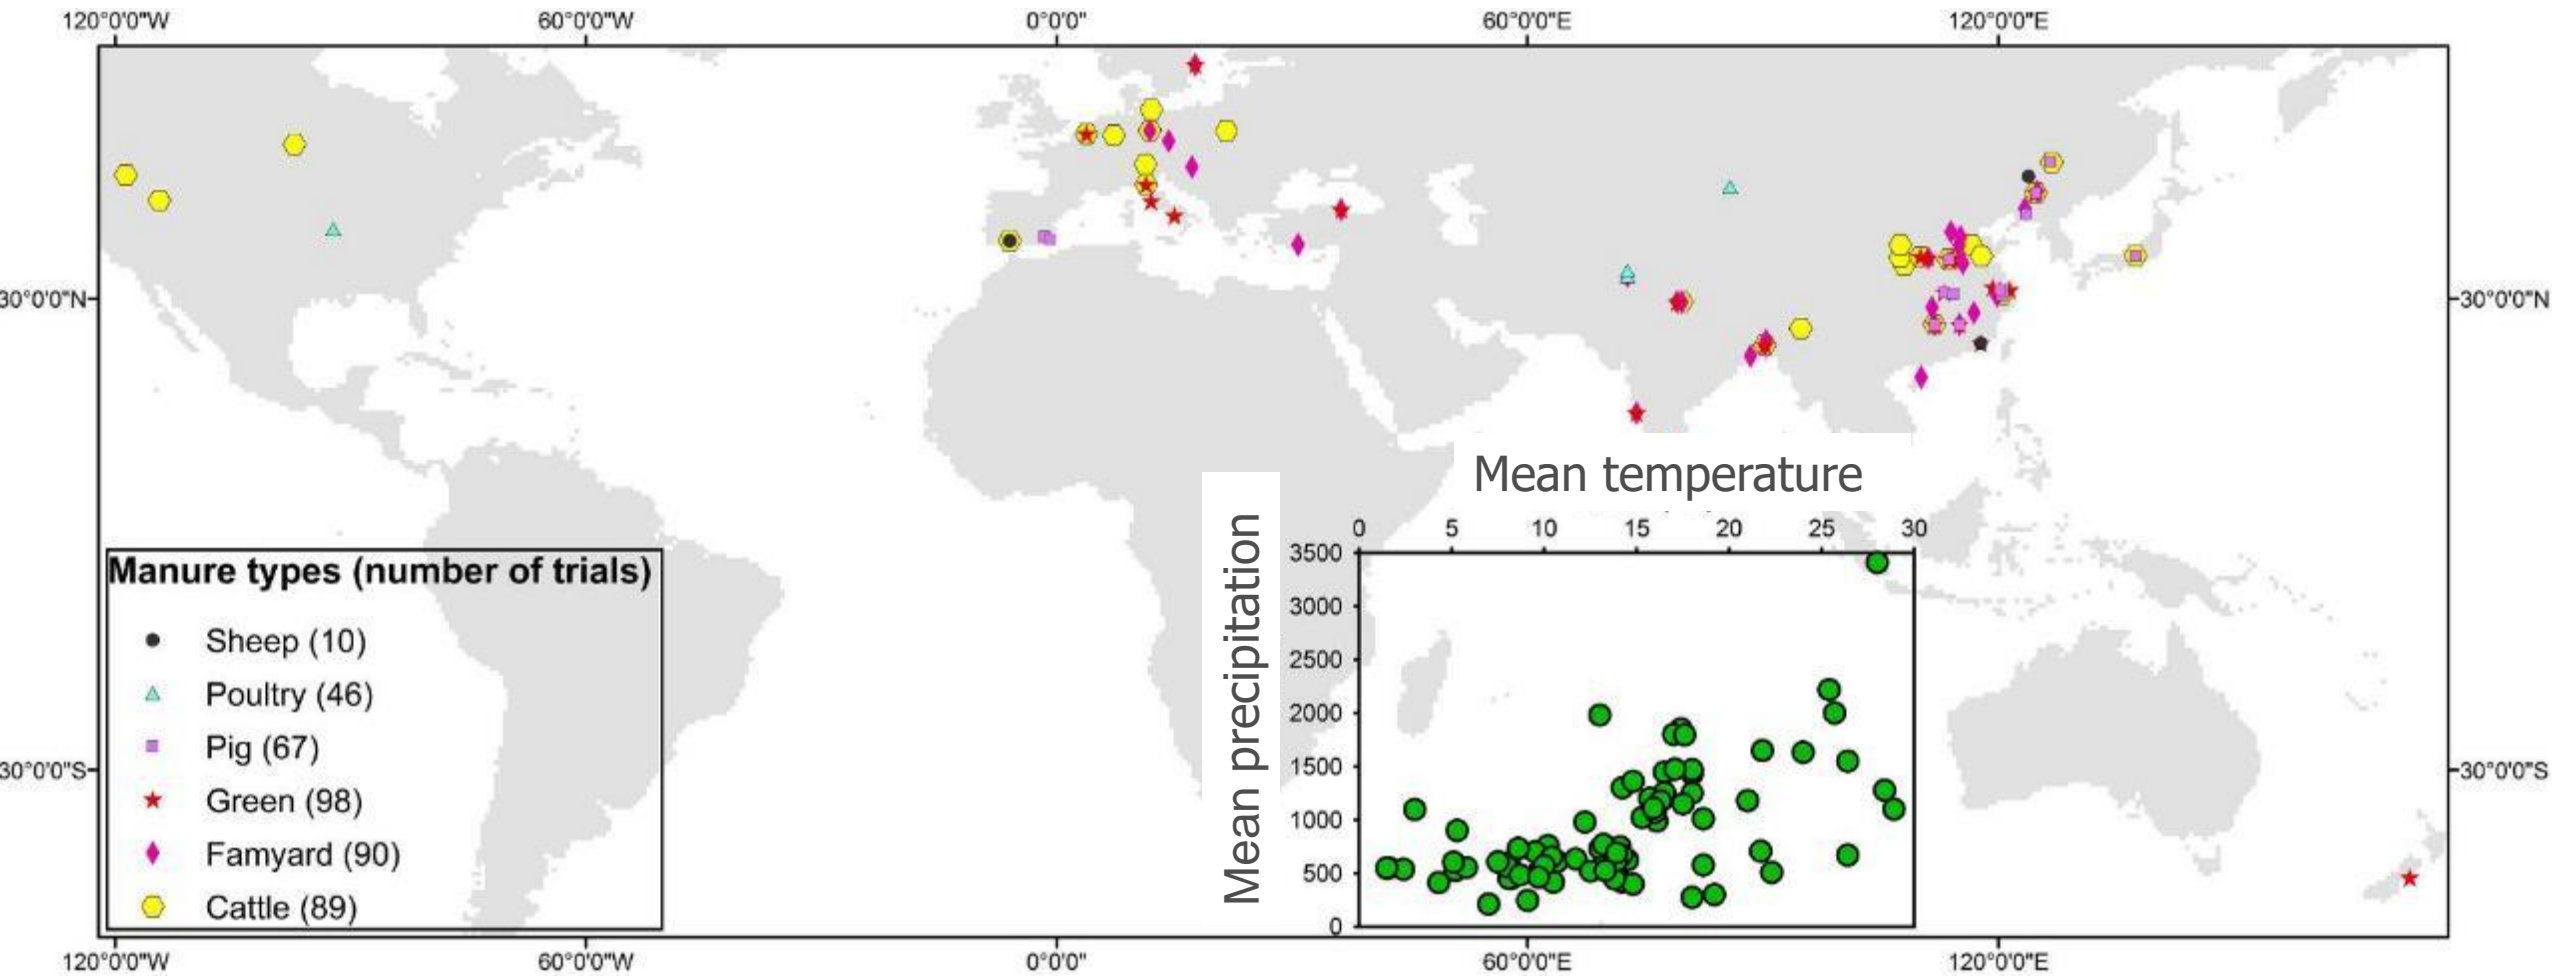 120°0'0"W 60°0'0"W 0°0'0" 60°0'0"E 120°0'0"E
30°0'0"N 30°0'0"N
Mean temperature
0 5 10 15 20 25 30
Mean precipitation
3500
3000
2500
2000
1500
1000
500
0
Manure types (number of trials)
Sheep (10)
Poultry (46)
Pig (67)
Green (98)
Famyard (90)
Cattle (89)
30°0'0"S 30°0'0"S
120°0'0"W 60°0'0"W 0°0'0" 60°0'0"E 120°0'0"E